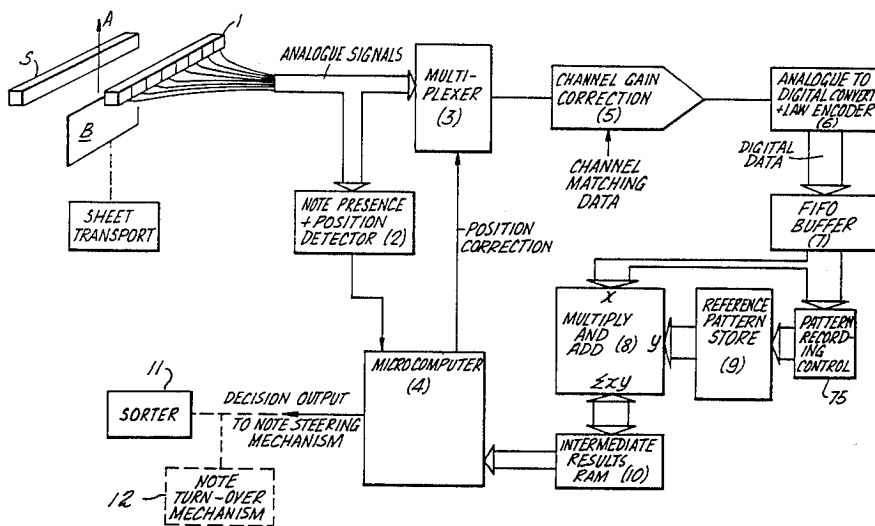 A
S
1
B
SHEET
TRANSPORT
ANALOGUE SIGNALS
MULTI-
PLEXER
(3)
CHANNEL GAIN
CORRECTION
(5)
CHANNEL
MATCHING
DATA
ANALOGUE TO
DIGITAL CONVERT
+LAW ENCODER
(6)
DIGITAL
DATA
NOTE PRESENCE
+ POSITION
DETECTOR (2)
POSITION
CORRECTION
FIFO
BUFFER
(7)
X
MULTIPLY
AND
ADD (8)
y
Σxy
REFERENCE
PATTERN
STORE
(9)
PATTERN
RECORD-
ING
CONTROL
75
MICROCOMPUTER
(4)
INTERMEDIATE
RESULTS
RAM (10)
11
SORTER
DECISION OUTPUT
TO NOTE STEERING
MECHANISM
12
NOTE
TURN-OVER
MECHANISM